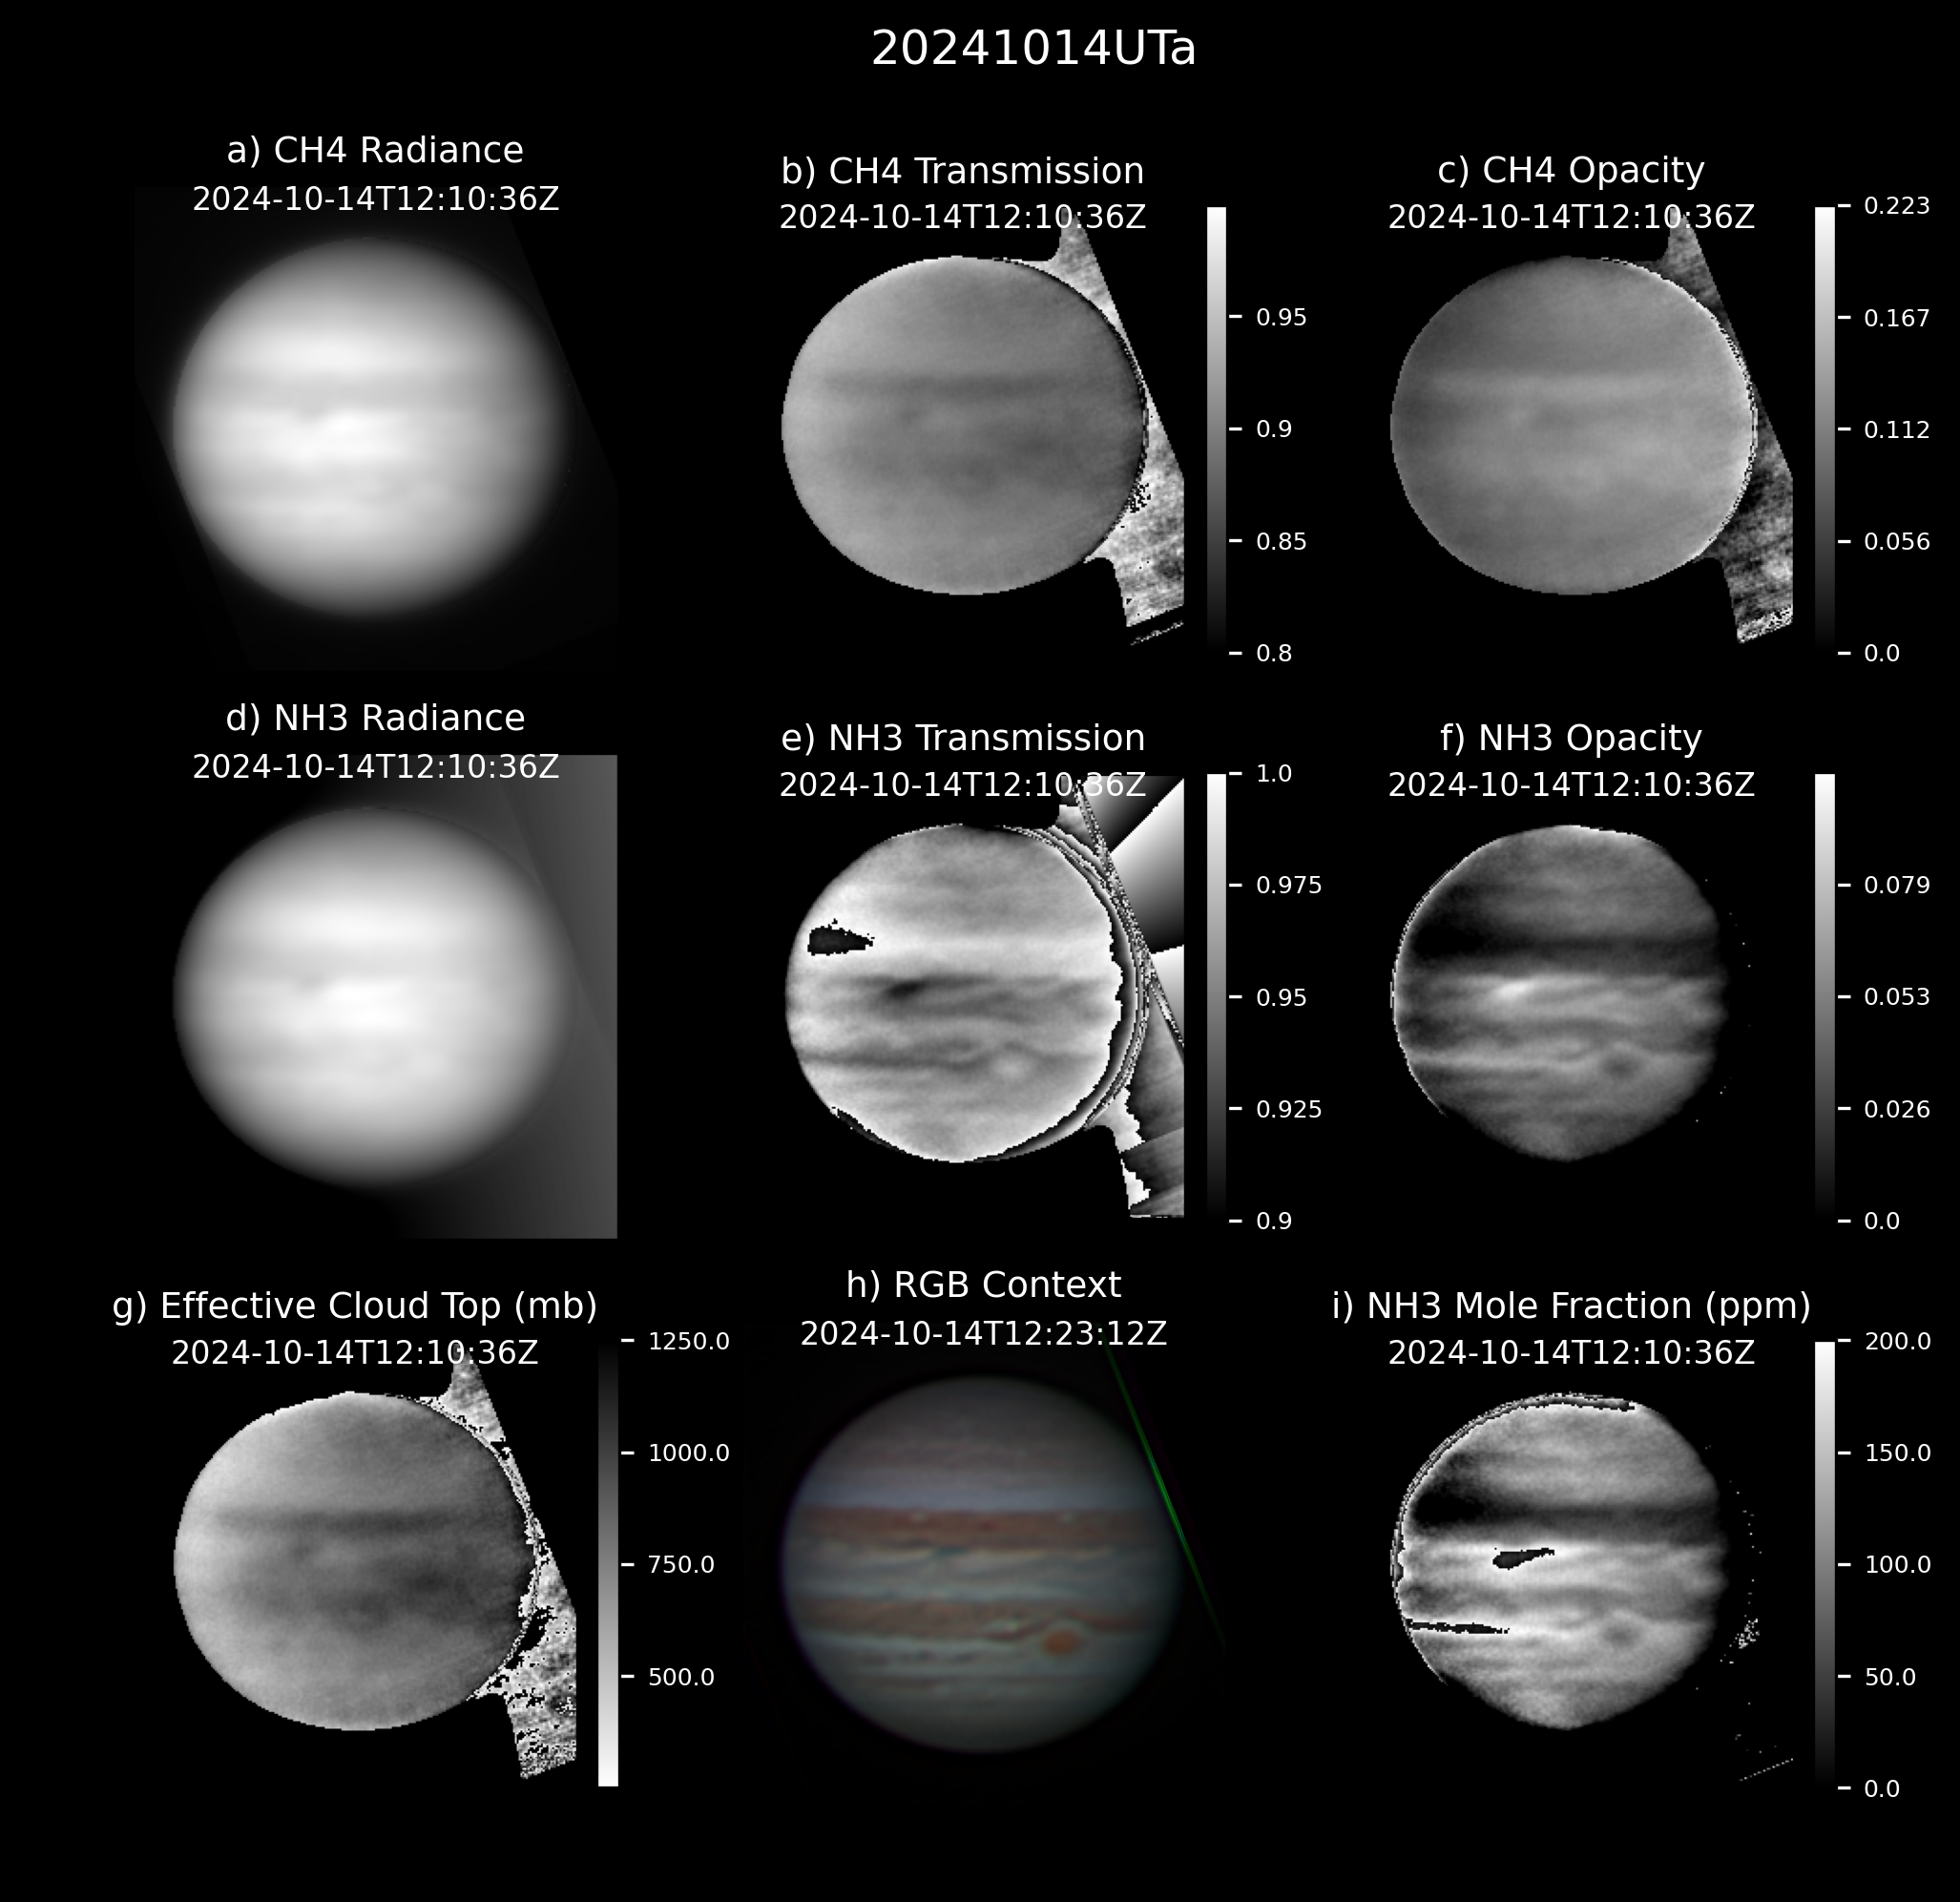 20241014UTa
a) CH4 Radiance
2024-10-14T12:10:36Z
b) CH4 Transmission
2024-10-14T12:10:36Z
0.95
0.9
0.85
0.8
c) CH4 Opacity
2024-10-14T12:10:36Z
0.223
0.167
0.112
0.056
0.0
d) NH3 Radiance
2024-10-14T12:10:36Z
e) NH3 Transmission
2024-10-14T12:10:36Z
1.0
0.975
0.95
0.925
0.9
f) NH3 Opacity
2024-10-14T12:10:36Z
0.079
0.053
0.026
0.0
g) Effective Cloud Top (mb)
2024-10-14T12:10:36Z
1250.0
1000.0
750.0
500.0
h) RGB Context
2024-10-14T12:23:12Z
i) NH3 Mole Fraction (ppm)
2024-10-14T12:10:36Z
200.0
150.0
100.0
50.0
0.0